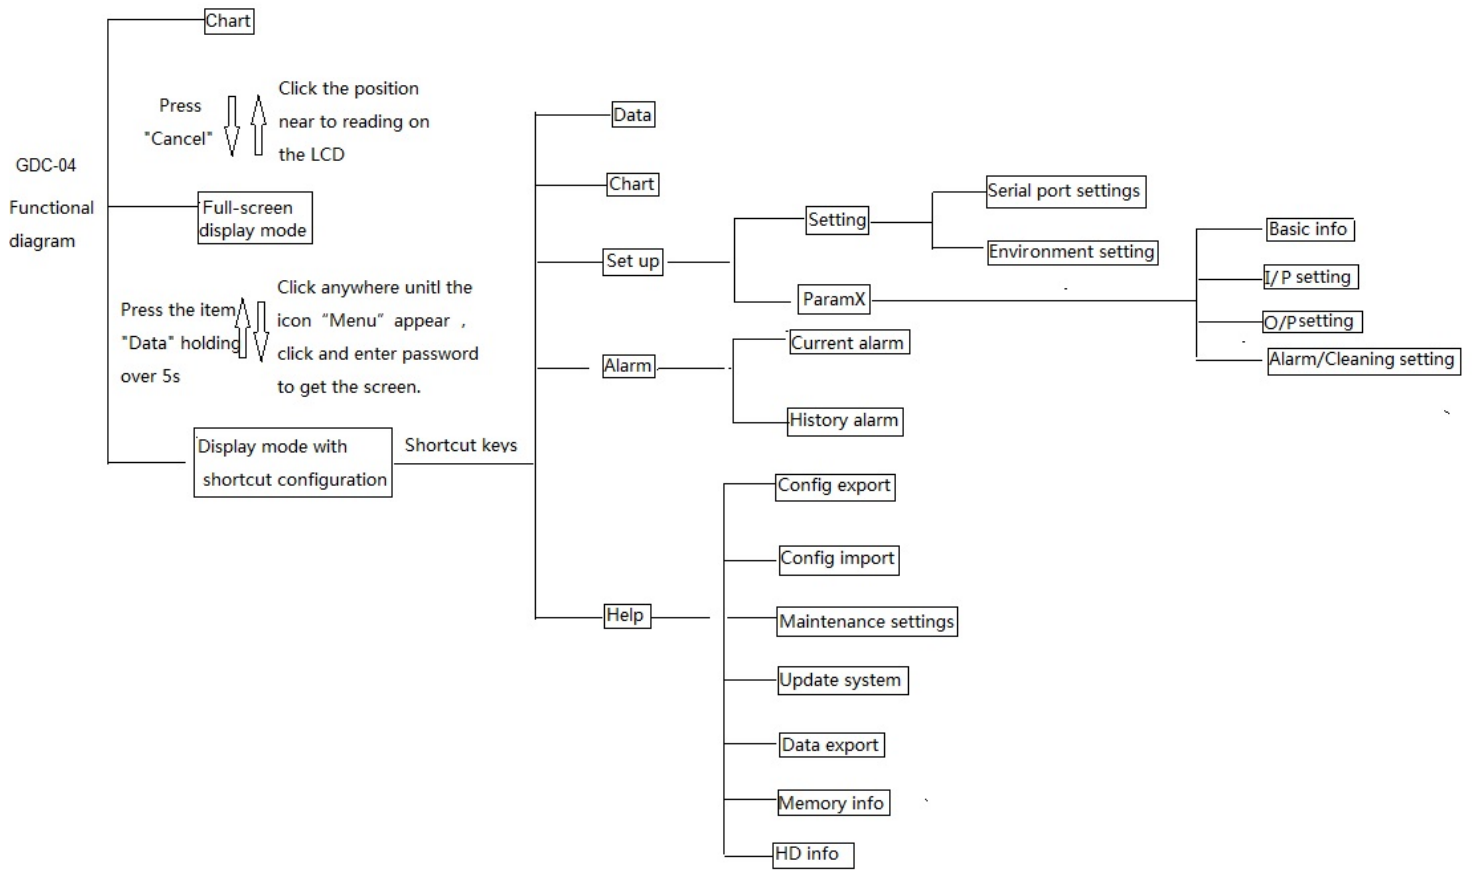 Chart
Press
"Cancel"
Click the position
near to reading on
the LCD
GDC-04
Functional
diagram
Full-screen
display mode
Press the item
"Data" holding
over 5s
Click anywhere unitl the
icon “Menu” appear ，
click and enter password
to get the screen.
Display mode with
shortcut configuration
Shortcut keys
Data
Chart
Set up
Setting
Serial port settings
Environment setting
ParamX
Basic info
I/P setting
O/Psetting
Alarm/Cleaning setting
Alarm
Current alarm
History alarm
Help
Config export
Config import
Maintenance settings
Update system
Data export
Memory info
HD info